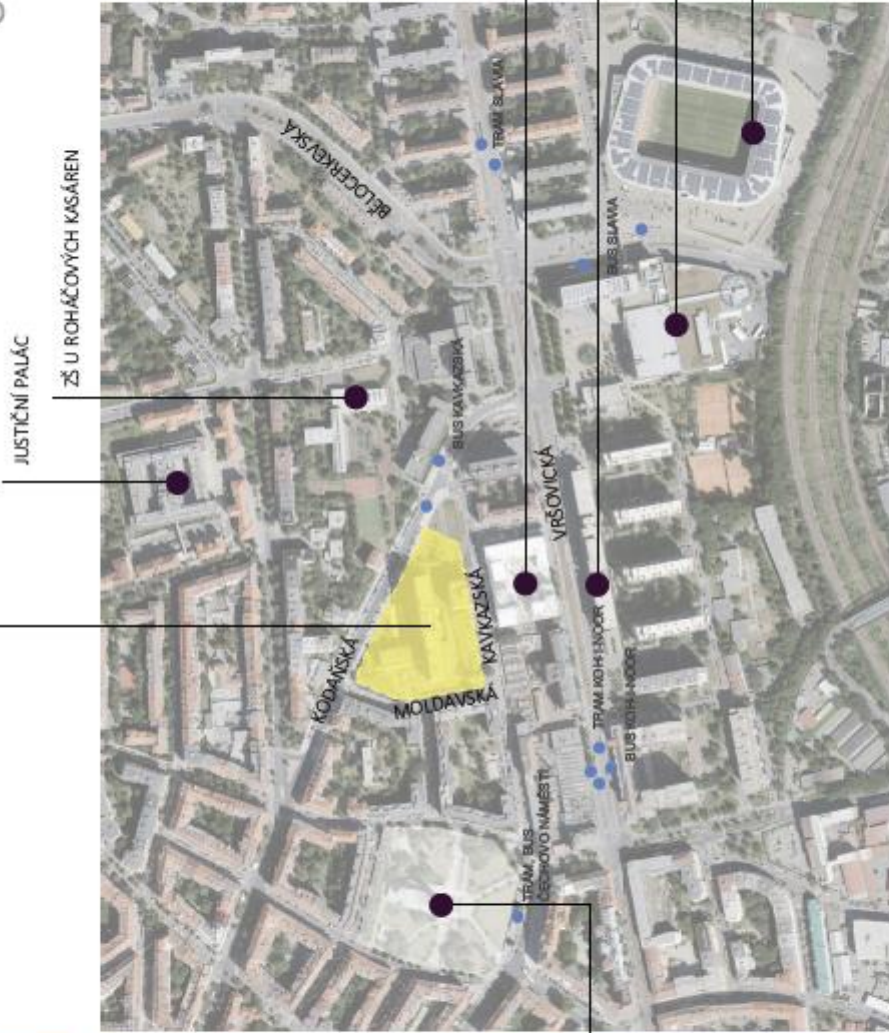 JUSTIČNÍ PALÁC
ZŠ U ROHÁČOVÝCH KASÁREN
BĚLOCERKEVSKÁ
TRAM SLAVIA
BUS SLAVIA
BUS KAVKAZSKÁ
VRŠOVICKÁ
KODAŇSKÁ
KAVKAZSKÁ
MOLDAVSKÁ
TRAM KOH-I-NOOR
BUS KOH-I-NOOR
TRAM, BUS
ČECHOVO NÁMĚSTÍ